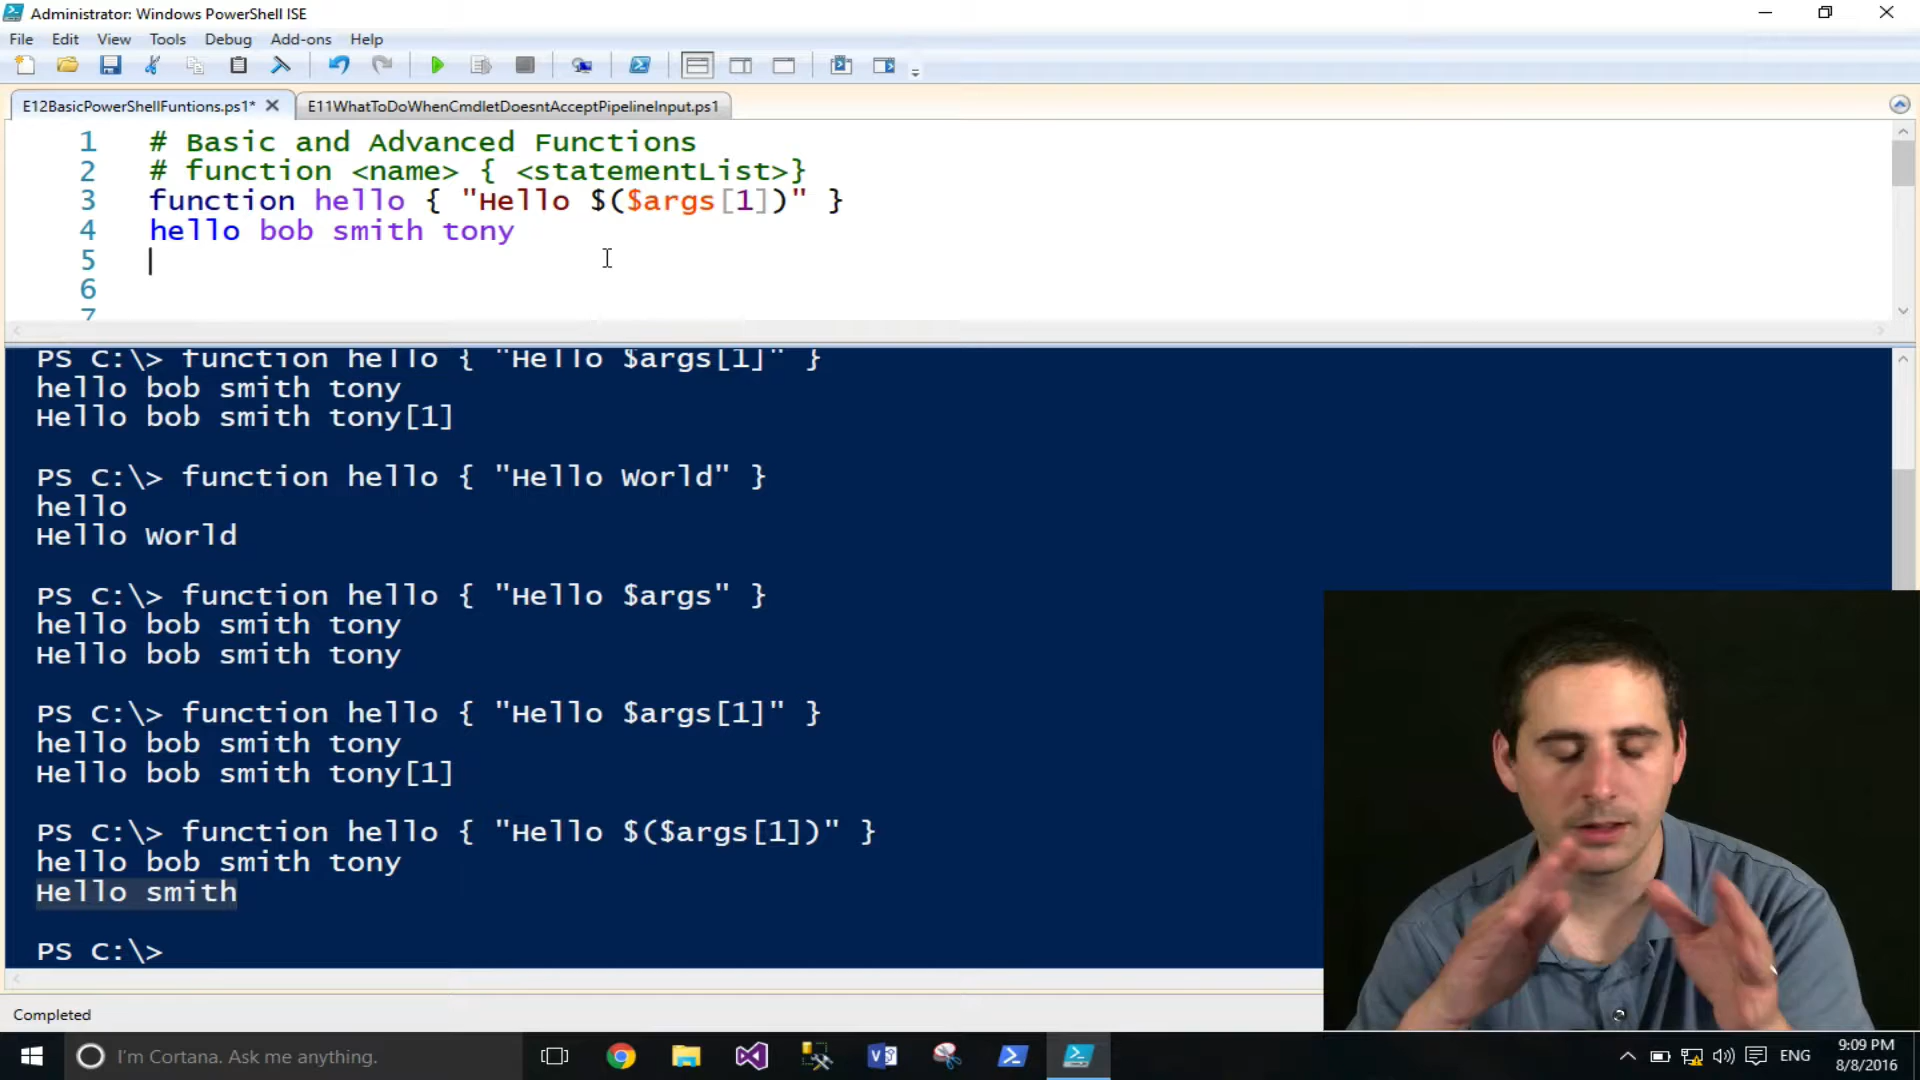 Administrator: Windows PowerShell ISE
File Edit View Tools Debug Add-ons Help
E12BasicPowerShellFuntions.ps1* E11WhatToDoWhenCmdletDoesntAcceptPipelineInput.ps1
1 # Basic and Advanced Functions
2 # function <name> { <statementList>}
3 function hello { "Hello $($args[1])" }
4 hello bob smith tony
5
6
7
PS C:\> function hello { "Hello $args[1]" }
hello bob smith tony
Hello bob smith tony[1]
PS C:\> function hello { "Hello World" }
hello
Hello World
PS C:\> function hello { "Hello $args" }
hello bob smith tony
Hello bob smith tony
PS C:\> function hello { "Hello $args[1]" }
hello bob smith tony
Hello bob smith tony[1]
PS C:\> function hello { "Hello $($args[1])" }
hello bob smith tony
Hello smith
PS C:\>
Completed
I'm Cortana. Ask me anything.
ENG
9:09 PM
8/8/2016